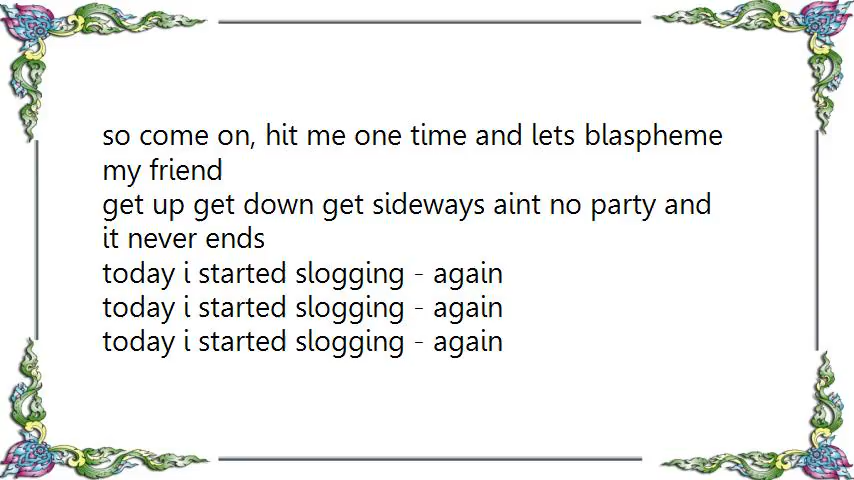 so come on, hit me one time and lets blaspheme
my friend
get up get down get sideways aint no party and
it never ends
today i started slogging - again
today i started slogging - again
today i started slogging - again